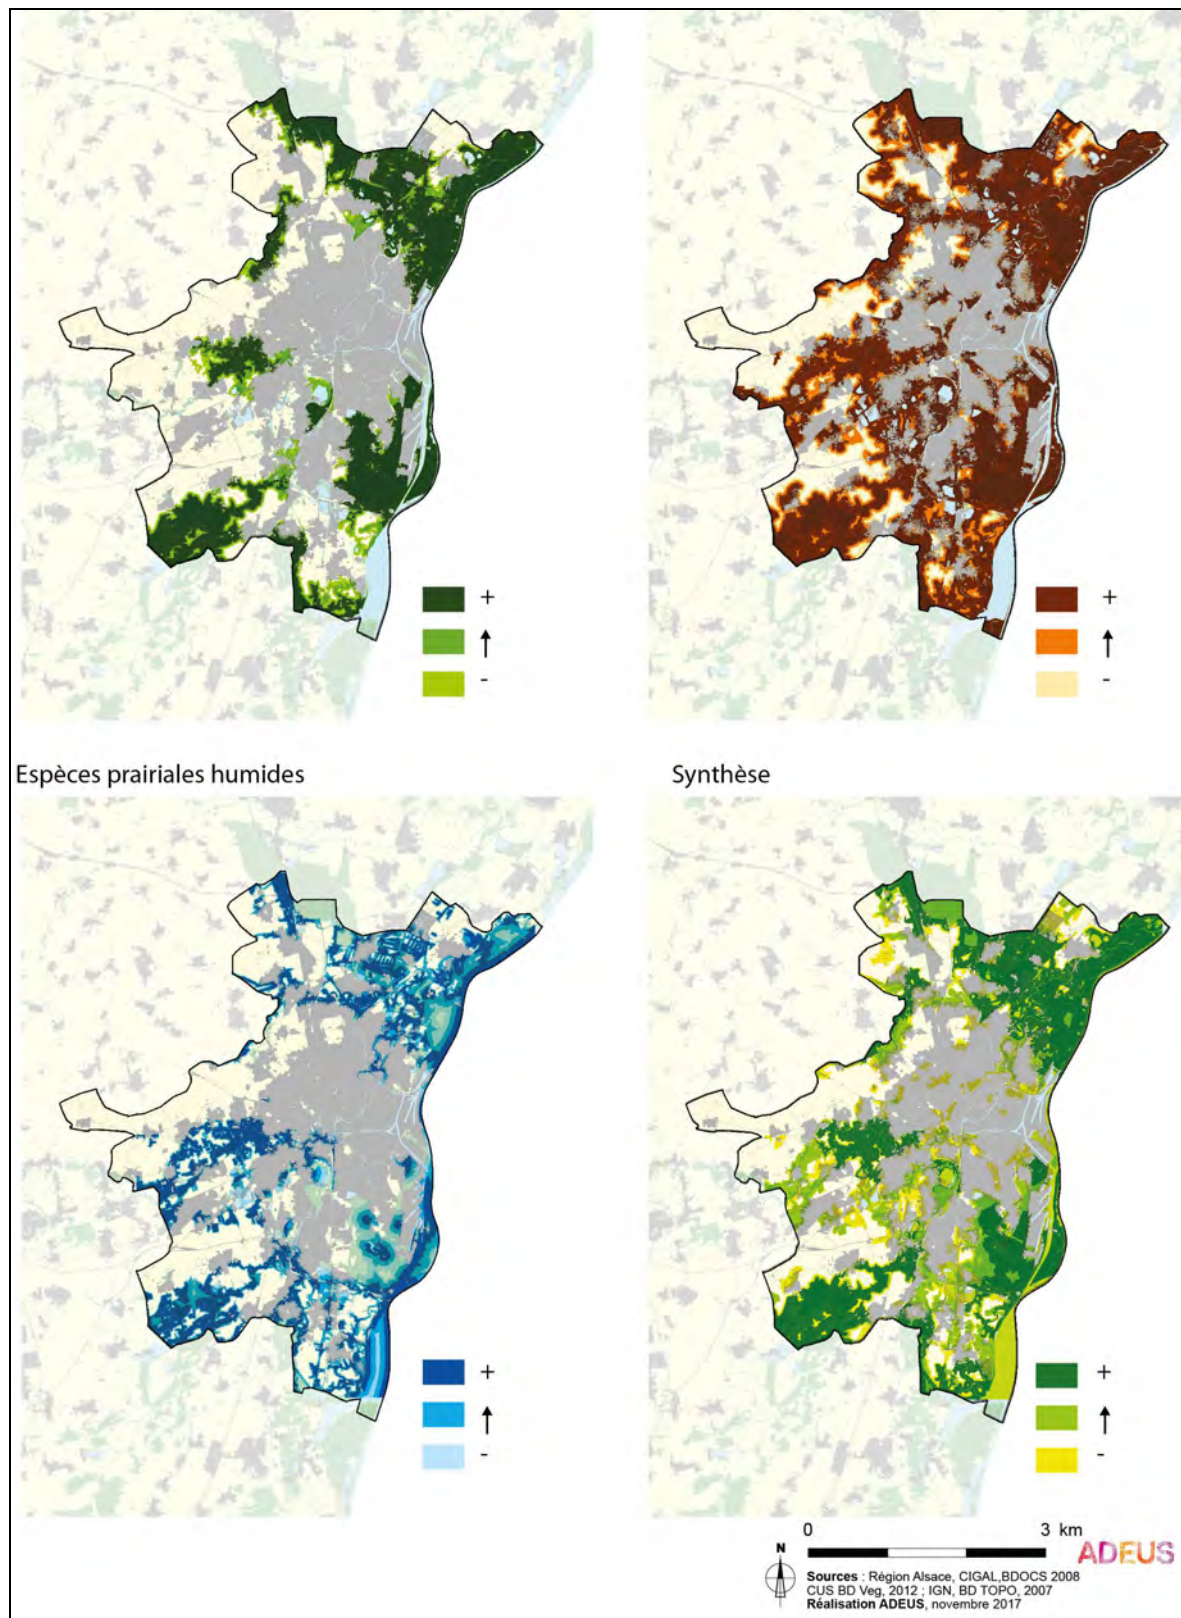 +
-
+
-
Espèces prairiales humides
Synthèse
+
-
+
-
0 3 km
N
ADEUS
Sources : Région Alsace, CIGAL,BDOCS 2008
CUS BD Veg, 2012 ; IGN, BD TOPO, 2007
Réalisation ADEUS, novembre 2017